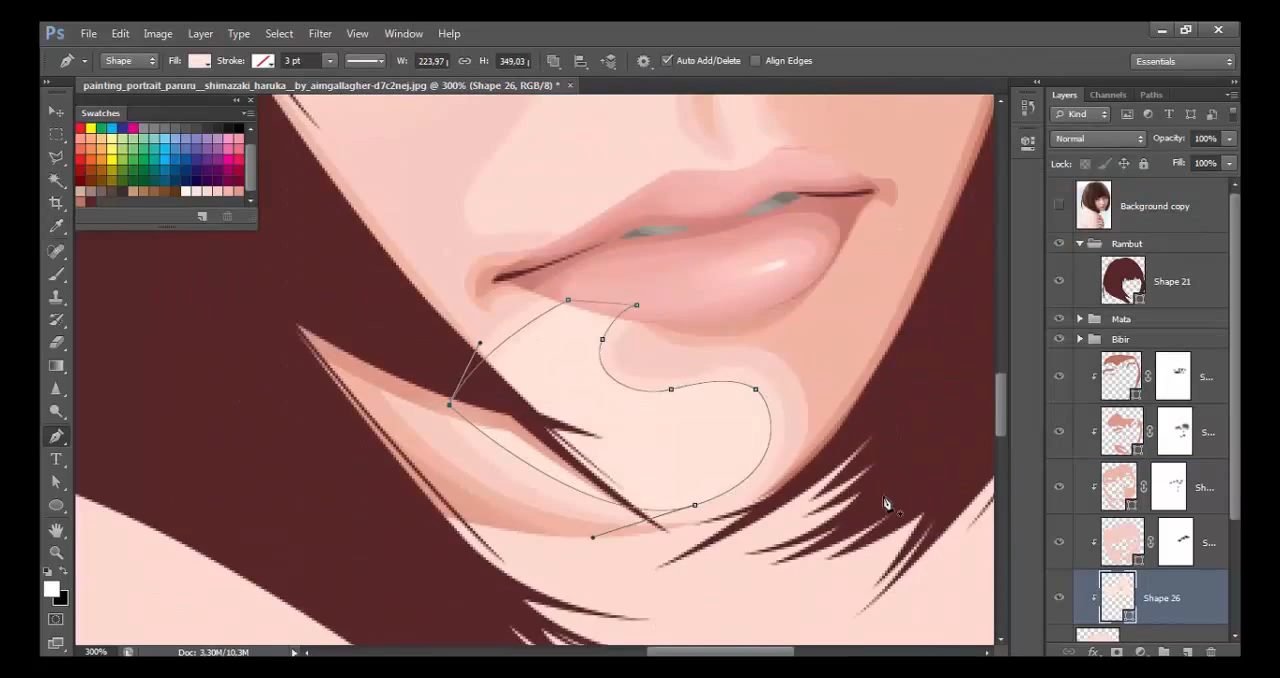 Ps File Edit Image Layer Type Select Filter View Window Help
Shape Fill: Stroke: 3 pt W: 223,97 H: 349,03 Auto Add/Delete Align Edges Essentials
painting_portrait_paruru__shimazaki_haruka__by_aimgallagher-d7c2nej.jpg @ 300% (Shape 26, RGB/8) *
Swatches
Layers Channels Paths
Kind
Normal Opacity: 100%
Lock: Fill: 100%
Background copy
Rambut
Shape 21
Mata
Bibir
S...
S...
Sh...
S...
Shape 26
fx
300% Doc: 3,30M/10,3M